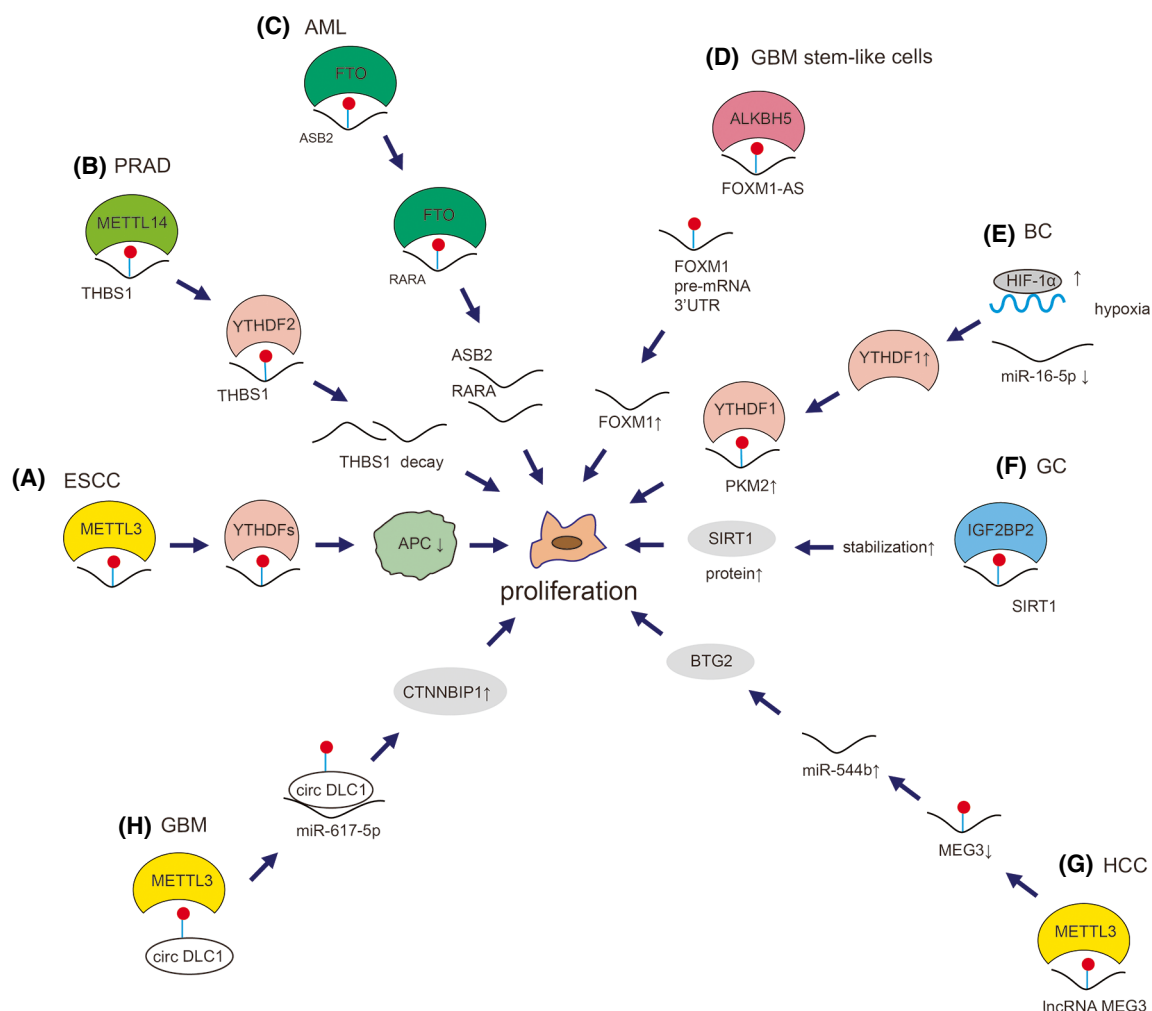 (A) ESCC
METTL3
YTHDFs
APC ↓
proliferation
(B) PRAD
METTL14
THBS1
YTHDF2
THBS1
THBS1 decay
(C) AML
FTO
ASB2
FTO
RARA
ASB2
RARA
(D) GBM stem-like cells
ALKBH5
FOXM1-AS
FOXM1
pre-mRNA
3'UTR
FOXM1↑
(E) BC
HIF-1α ↑
hypoxia
miR-16-5p ↓
YTHDF1↑
YTHDF1
PKM2↑
(F) GC
IGF2BP2
SIRT1
stabilization↑
SIRT1
protein↑
(G) HCC
METTL3
lncRNA MEG3
MEG3↓
miR-544b↑
BTG2
(H) GBM
METTL3
circ DLC1
circ DLC1
miR-617-5p
CTNNBIP1↑